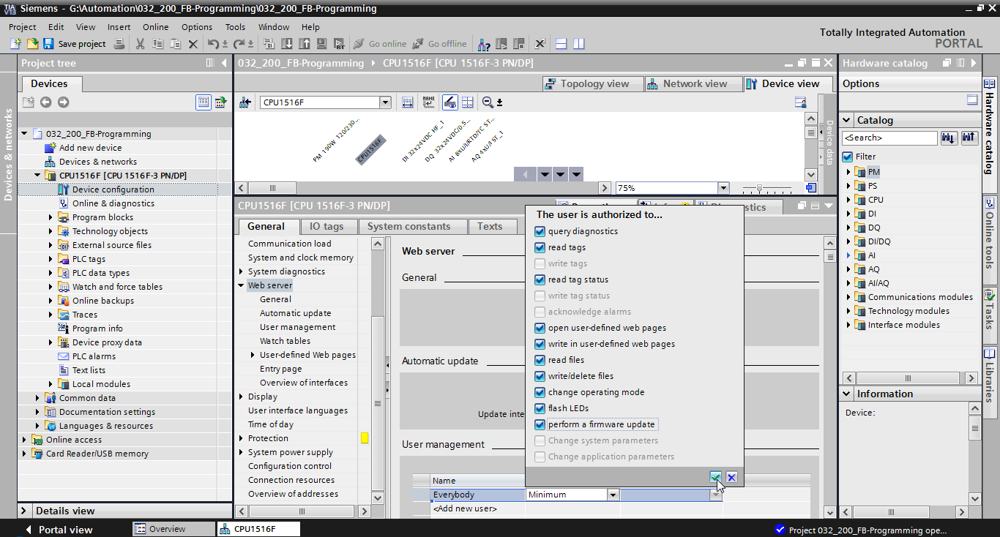 TIA V13 Siemens - G:\Automation\032_200_FB-Programming\032_200_FB-Programming
Project Edit View Insert Online Options Tools Window Help
Totally Integrated Automation
PORTAL
Save project Go online Go offline
Project tree
Devices
Devices & networks
032_200_FB-Programming
Add new device
Devices & networks
CPU1516F [CPU 1516F-3 PN/DP]
Device configuration
Online & diagnostics
Program blocks
Technology objects
External source files
PLC tags
PLC data types
Watch and force tables
Online backups
Traces
Program info
Device proxy data
PLC alarms
Text lists
Local modules
Common data
Documentation settings
Languages & resources
Online access
Card Reader/USB memory
Details view
032_200_FB-Programming CPU1516F [CPU 1516F-3 PN/DP]
Topology view Network view Device view
CPU1516F
PM 190W 120/230...
CPU1516F
DI 32x24VDC HF_1
DQ 32x24VDC/0.5...
AI 8xU/I/RTD/TC ST...
AQ 4xU/I ST_1
Device data
75%
CPU1516F [CPU 1516F-3 PN/DP]
General IO tags System constants Texts
Communication load
System and clock memory
System diagnostics
Web server
General
Automatic update
User management
Watch tables
User-defined Web pages
Entry page
Overview of interfaces
Display
User interface languages
Time of day
Protection
System power supply
Configuration control
Connection resources
Overview of addresses
Web server
General
Automatic update
Update inte
User management
Name
Everybody Minimum
<Add new user>
The user is authorized to...
query diagnostics
read tags
write tags
read tag status
write tag status
acknowledge alarms
open user-defined web pages
write in user-defined web pages
read files
write/delete files
change operating mode
flash LEDs
perform a firmware update
Change system parameters
Change application parameters
Hardware catalog
Options
Catalog
<Search>
Filter
PM
PS
CPU
DI
DQ
DI/DQ
AI
AQ
AI/AQ
Communications modules
Technology modules
Interface modules
Information
Device:
Hardware catalog
Online tools
Tasks
Libraries
Portal view Overview CPU1516F Project 032_200_FB-Programming ope...